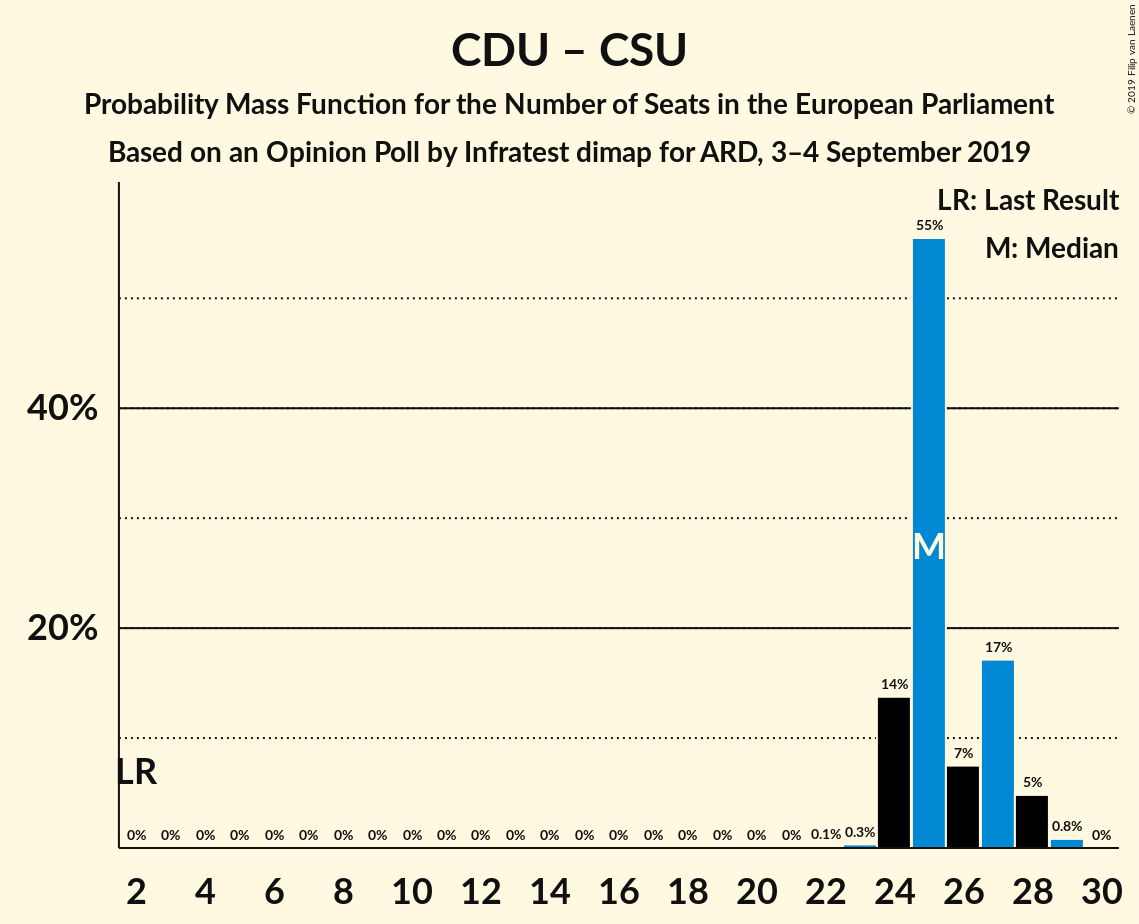 CDU – CSU
Probability Mass Function for the Number of Seats in the European Parliament
Based on an Opinion Poll by Infratest dimap for ARD, 3–4 September 2019
© 2019 Filip van Laenen
LR: Last Result
M: Median
55%
40%
M
20%
17%
14%
7%
LR
5%
0% 0% 0% 0% 0% 0% 0% 0% 0% 0% 0% 0% 0% 0% 0% 0% 0% 0% 0% 0% 0.1% 0.3% 0.8% 0%
2 4 6 8 10 12 14 16 18 20 22 24 26 28 30